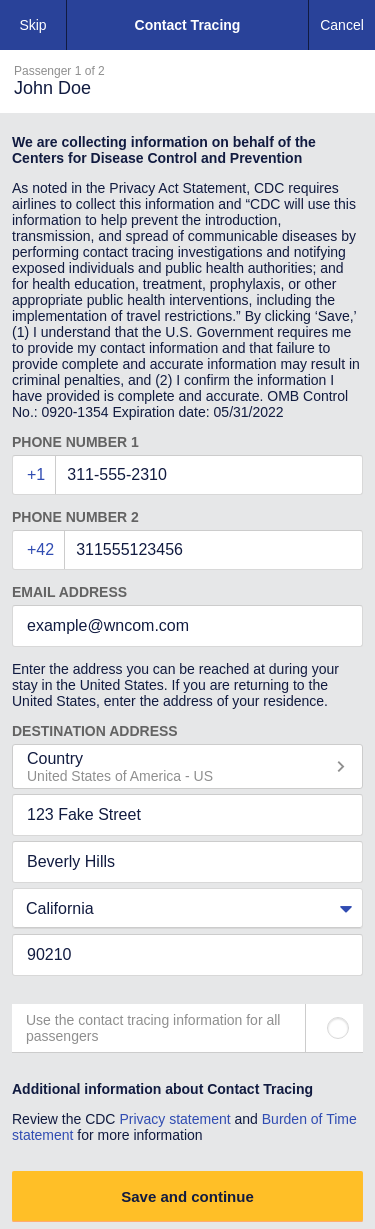 Skip Contact Tracing Cancel
Passenger 1 of 2
John Doe
We are collecting information on behalf of the
Centers for Disease Control and Prevention
As noted in the Privacy Act Statement, CDC requires
airlines to collect this information and “CDC will use this
information to help prevent the introduction,
transmission, and spread of communicable diseases by
performing contact tracing investigations and notifying
exposed individuals and public health authorities; and
for health education, treatment, prophylaxis, or other
appropriate public health interventions, including the
implementation of travel restrictions.” By clicking ‘Save,’
(1) I understand that the U.S. Government requires me
to provide my contact information and that failure to
provide complete and accurate information may result in
criminal penalties, and (2) I confirm the information I
have provided is complete and accurate. OMB Control
No.: 0920-1354 Expiration date: 05/31/2022
PHONE NUMBER 1
+1 311-555-2310
PHONE NUMBER 2
+42 311555123456
EMAIL ADDRESS
example@wncom.com
Enter the address you can be reached at during your
stay in the United States. If you are returning to the
United States, enter the address of your residence.
DESTINATION ADDRESS
Country
United States of America - US
123 Fake Street
Beverly Hills
California
90210
Use the contact tracing information for all
passengers
Additional information about Contact Tracing
Review the CDC Privacy statement and Burden of Time
statement for more information
Save and continue